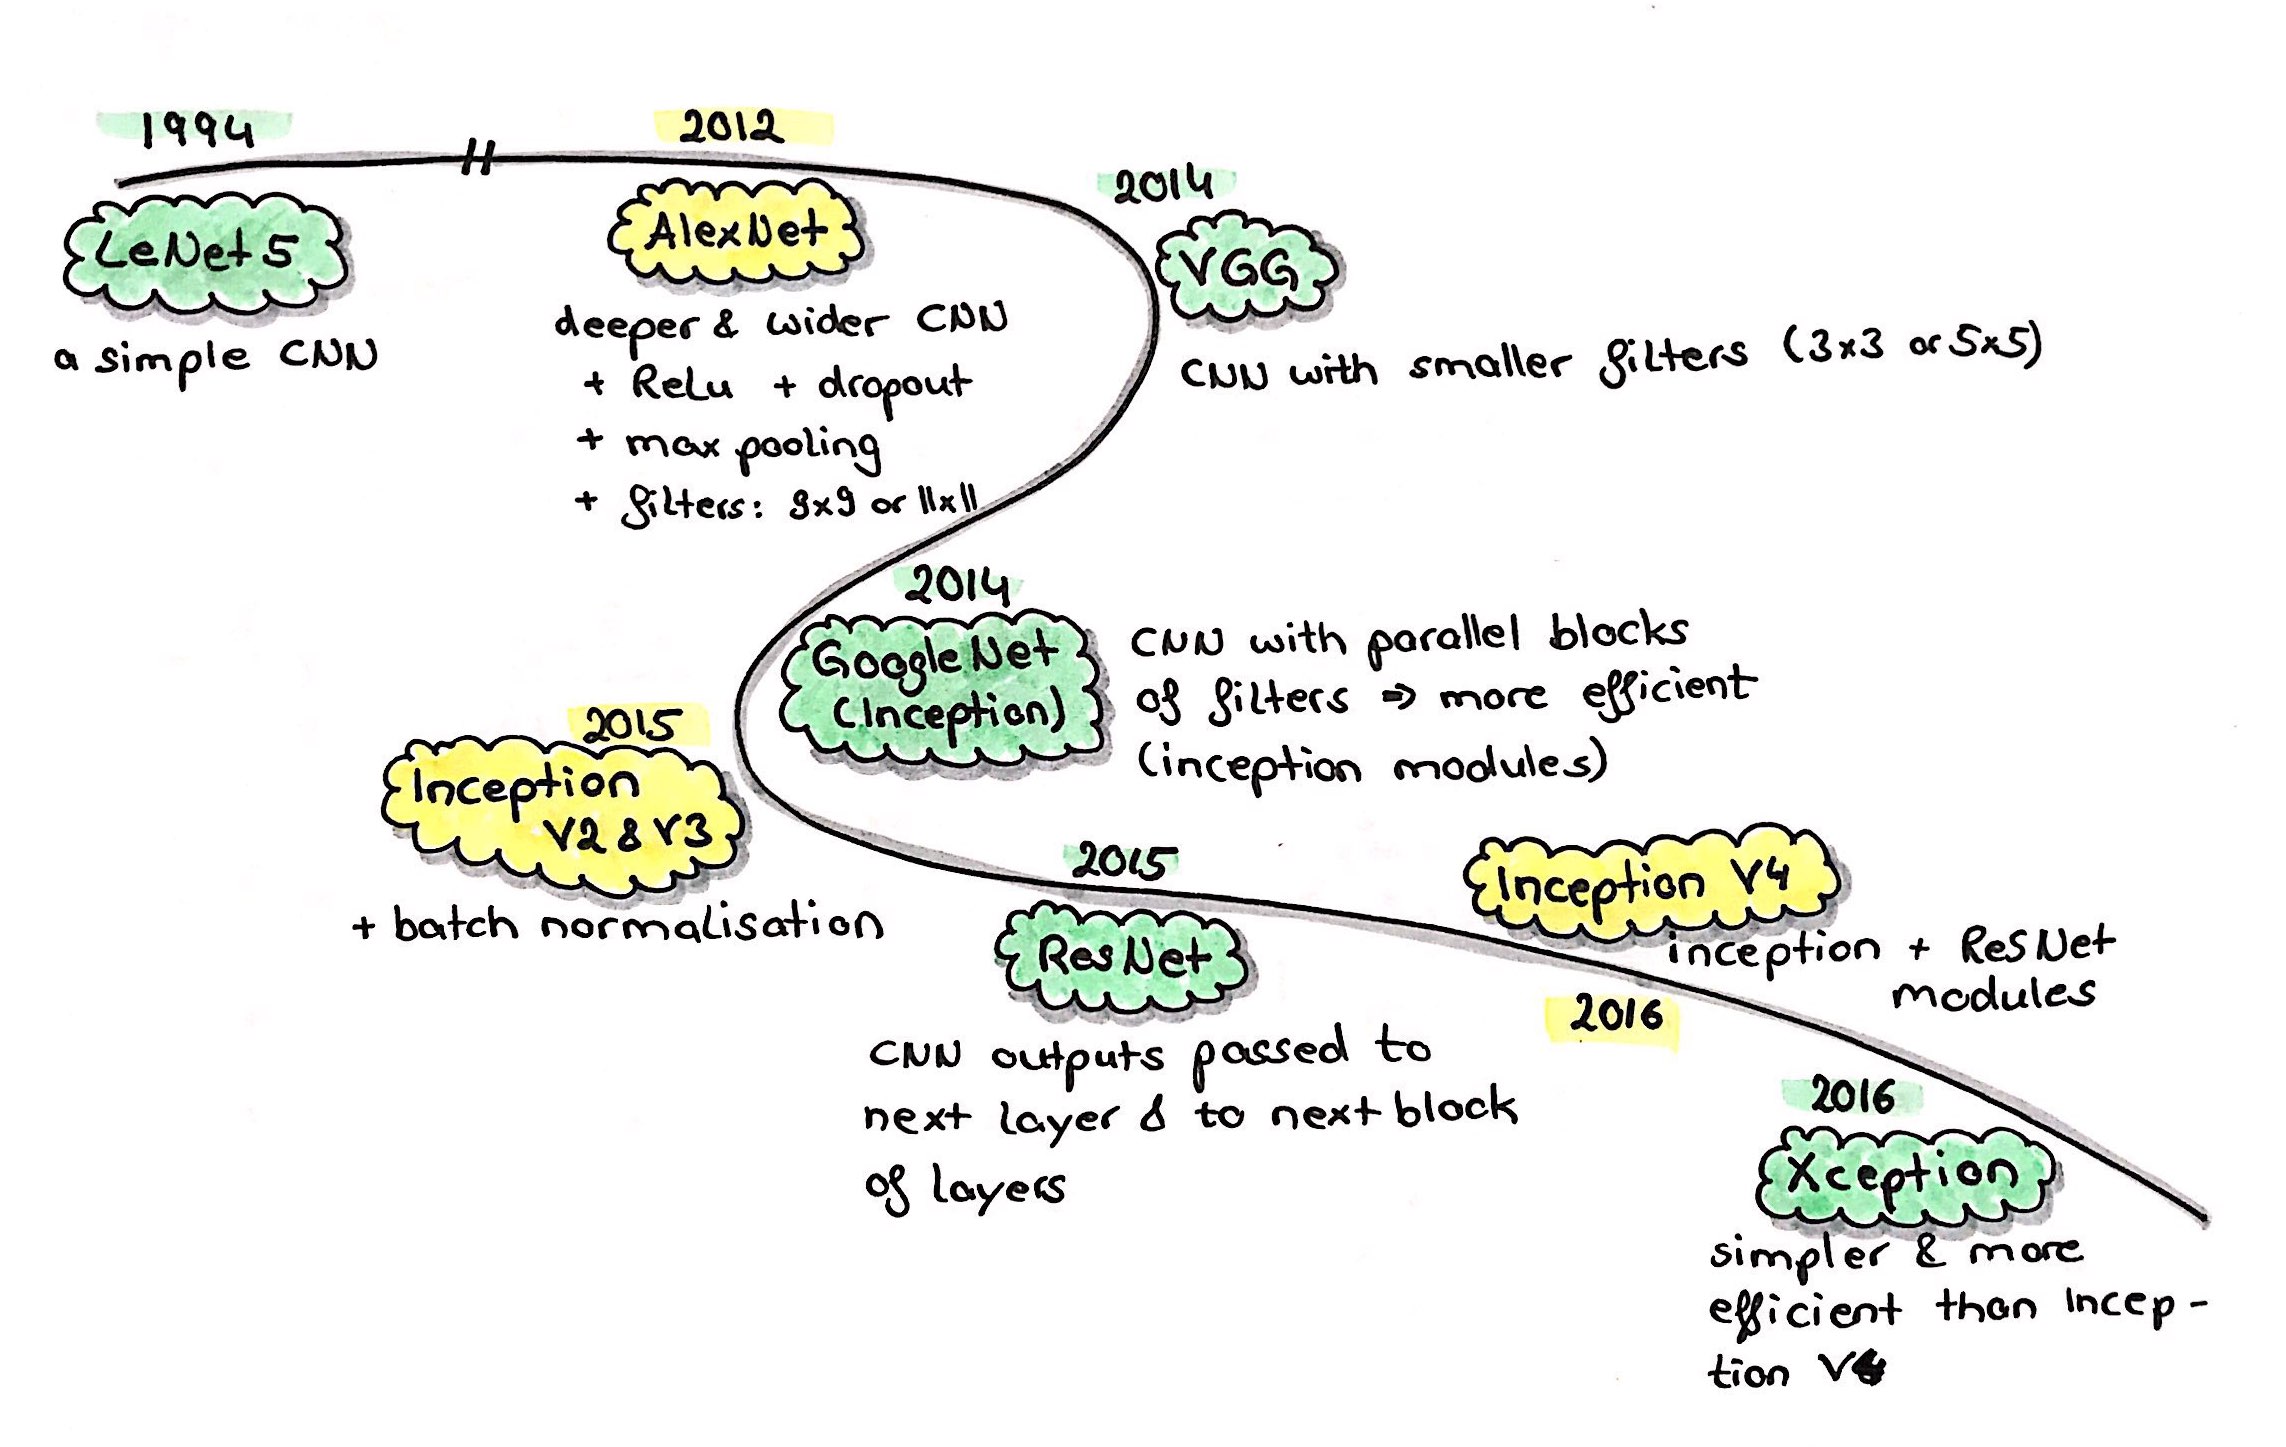 1994
LeNet5
a simple CNN
2012
AlexNet
deeper & wider CNN
+ ReLu + dropout
+ max pooling
+ filters: 9x9 or 11x11
2014
VGG
CNN with smaller filters (3x3 or 5x5)
2014
GoogleNet
(Inception)
CNN with parallel blocks
of filters ⇒ more efficient
(inception modules)
2015
Inception
V2 & V3
+ batch normalisation
2015
ResNet
CNN outputs passed to
next layer & to next block
of layers
Inception V4
inception + ResNet
modules
2016
2016
Xception
simpler & more
efficient than Incep-
tion V4